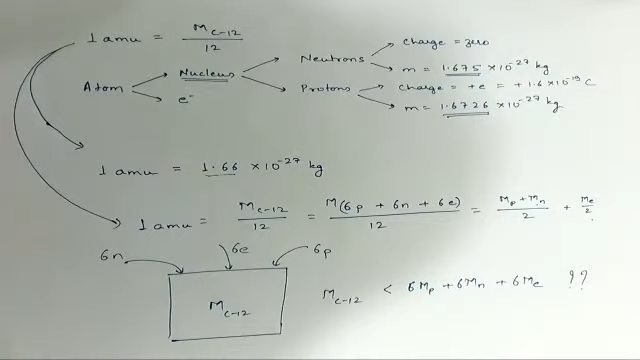 1 amu = M_C-12 / 12
Neutrons
charge = zero
m = 1.675 × 10^-27 kg
Atom
Nucleus
e^-
Protons
charge = +e = +1.6 × 10^-19 C
m = 1.6726 × 10^-27 kg
1 amu = 1.66 × 10^-27 kg
1 amu = M_C-12 / 12 = M(6p + 6n + 6e) / 12 = M_p + M_n / 2 + M_e / 2
6n
6e
6p
M_C-12
M_C-12 < 6M_p + 6M_n + 6M_e ??